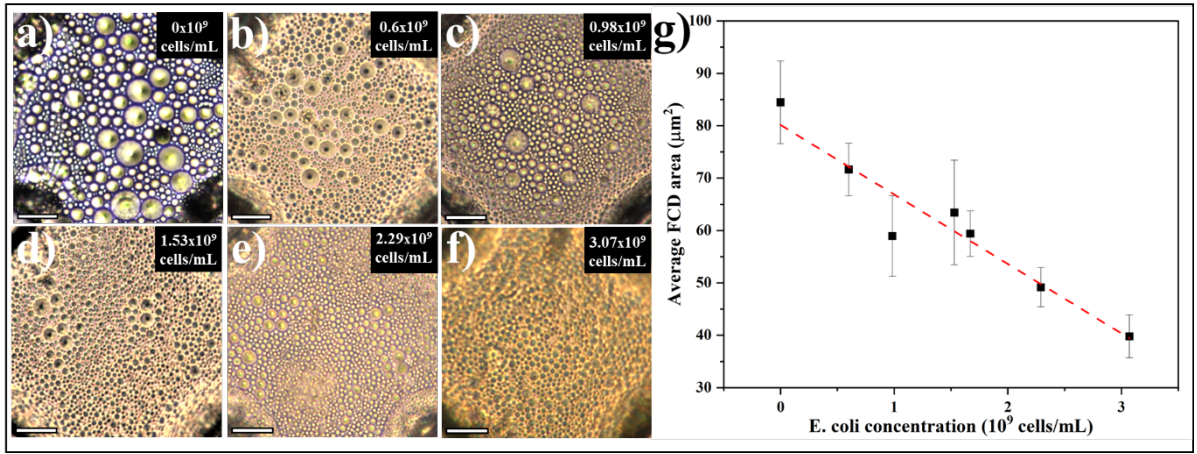 a)
0x10⁹
cells/mL
b)
0.6x10⁹
cells/mL
c)
0.98x10⁹
cells/mL
d)
1.53x10⁹
cells/mL
e)
2.29x10⁹
cells/mL
f)
3.07x10⁹
cells/mL
g)
100
90
80
70
60
50
40
30
Average FCD area (μm²)
0
1
2
3
E. coli concentration (10⁹ cells/mL)